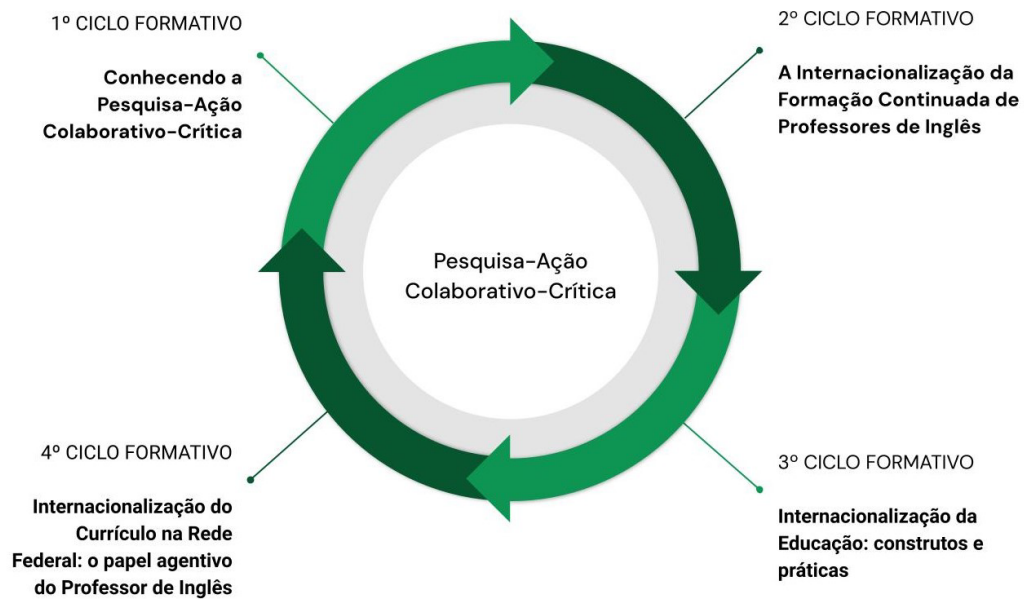 1º CICLO FORMATIVO
Conhecendo a
Pesquisa-Ação
Colaborativo-Crítica
2º CICLO FORMATIVO
A Internacionalização da
Formação Continuada de
Professores de Inglês
Pesquisa-Ação
Colaborativo-Crítica
3º CICLO FORMATIVO
Internacionalização da
Educação: construtos e
práticas
4º CICLO FORMATIVO
Internacionalização do
Currículo na Rede
Federal: o papel agentivo
do Professor de Inglês